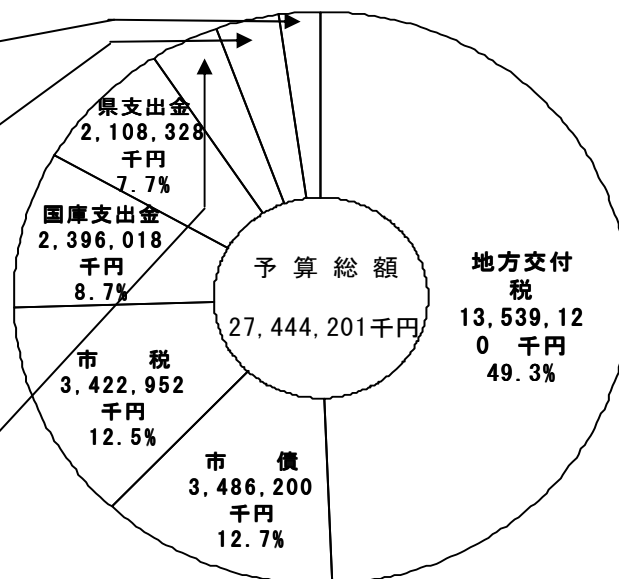 県支出金
2,108,328
千円
7.7%
国庫支出金
2,396,018
千円
8.7%
市　税
3,422,952
千円
12.5%
市　債
3,486,200
千円
12.7%
予 算 総 額
27,444,201千円
地方交付
税
13,539,12
0 千円
49.3%